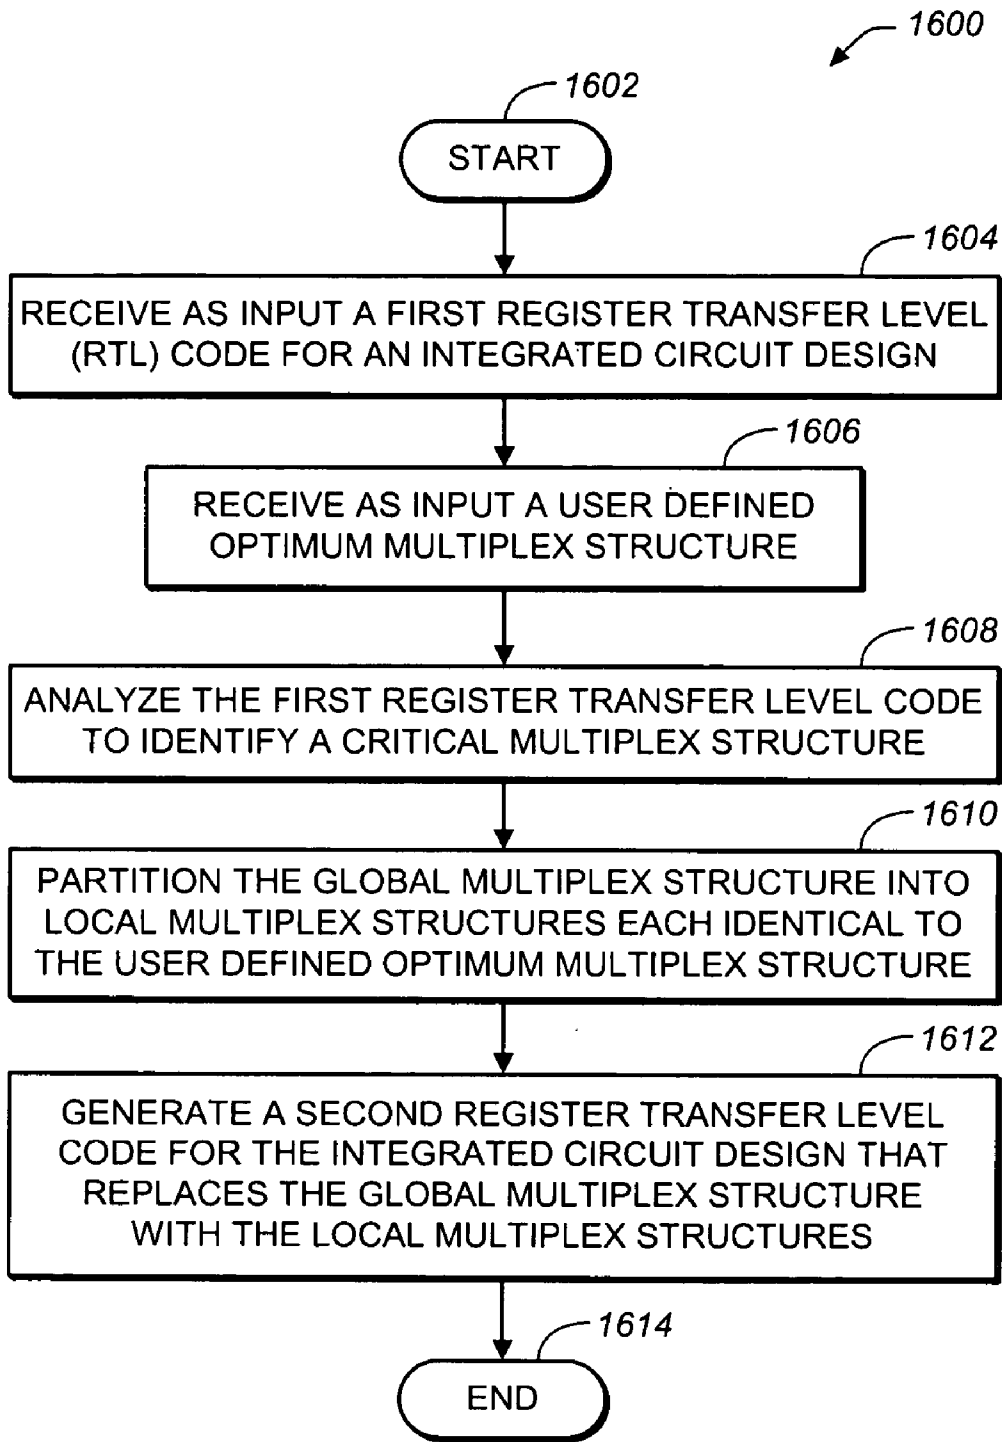 1600
1602
START
1604
RECEIVE AS INPUT A FIRST REGISTER TRANSFER LEVEL
(RTL) CODE FOR AN INTEGRATED CIRCUIT DESIGN
1606
RECEIVE AS INPUT A USER DEFINED
OPTIMUM MULTIPLEX STRUCTURE
1608
ANALYZE THE FIRST REGISTER TRANSFER LEVEL CODE
TO IDENTIFY A CRITICAL MULTIPLEX STRUCTURE
1610
PARTITION THE GLOBAL MULTIPLEX STRUCTURE INTO
LOCAL MULTIPLEX STRUCTURES EACH IDENTICAL TO
THE USER DEFINED OPTIMUM MULTIPLEX STRUCTURE
1612
GENERATE A SECOND REGISTER TRANSFER LEVEL
CODE FOR THE INTEGRATED CIRCUIT DESIGN THAT
REPLACES THE GLOBAL MULTIPLEX STRUCTURE
WITH THE LOCAL MULTIPLEX STRUCTURES
1614
END